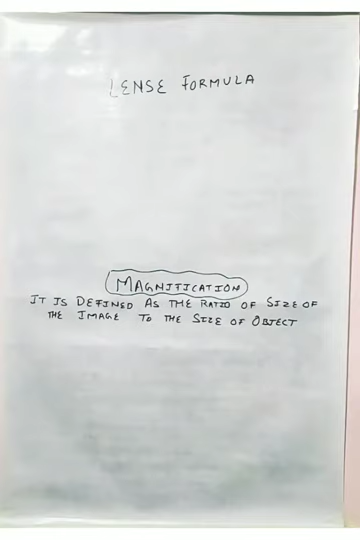 LENSE FORMULA
MAGNIFICATION
IT IS DEFINED AS THE RATIO OF SIZE OF
THE IMAGE TO THE SIZE OF OBJECT